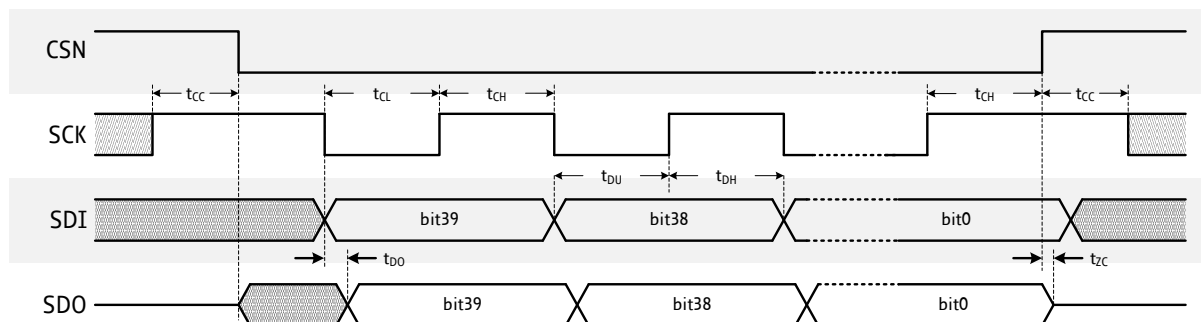 CSN
tCC tCL tCH tCH tCC
SCK
tDU tDH
SDI bit39 bit38 bit0
tDO tZC
SDO bit39 bit38 bit0